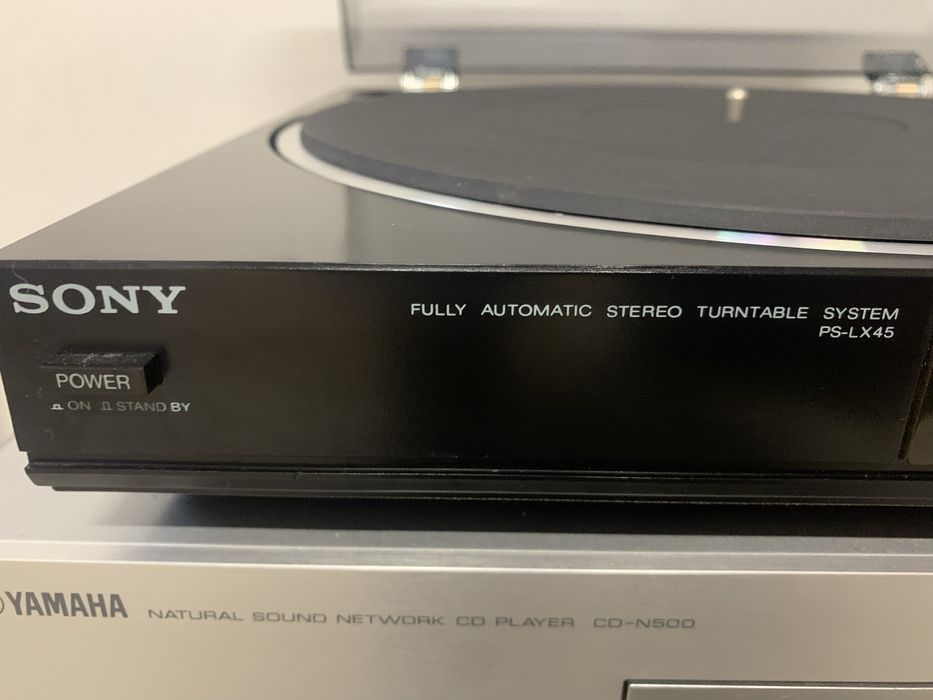 SONY
FULLY AUTOMATIC STEREO TURNTABLE SYSTEM
PS-LX45
POWER
ON STAND BY
YAMAHA NATURAL SOUND NETWORK CD PLAYER CD-N500